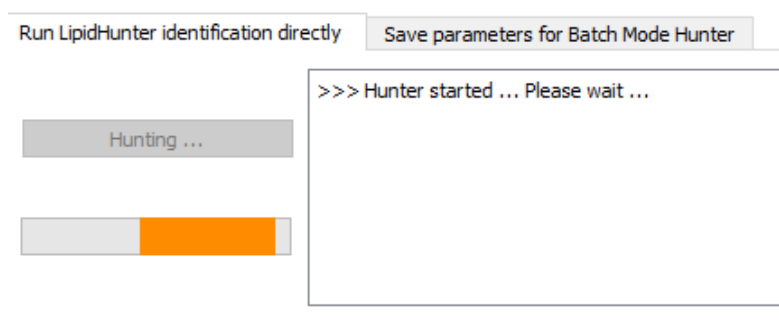 Run LipidHunter identification directly
Save parameters for Batch Mode Hunter
>>> Hunter started ... Please wait ...
Hunting ...